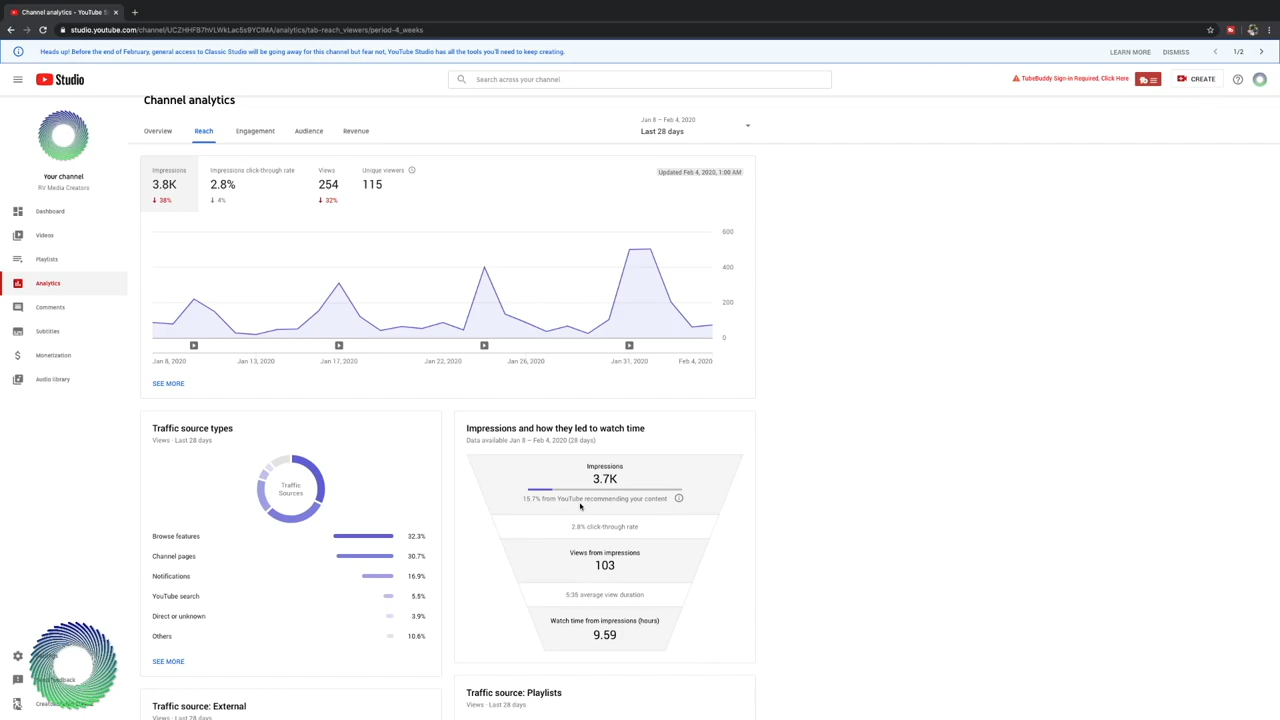 Channel analytics - YouTube S
studio.youtube.com/channel/UCZHHFB7hVLWkLac5s9YClMA/analytics/tab-reach_viewers/period-4_weeks
Heads up! Before the end of February, general access to Classic Studio will be going away for this channel but fear not, YouTube Studio has all the tools you'll need to keep creating.
LEARN MORE
DISMISS
1/2
Studio
Search across your channel
TubeBuddy Sign-in Required, Click Here
CREATE
Channel analytics
Overview
Reach
Engagement
Audience
Revenue
Jan 8 – Feb 4, 2020
Last 28 days
Your channel
RV Media Creators
Dashboard
Videos
Playlists
Analytics
Comments
Subtitles
Monetization
Audio library
Impressions
3.8K
38%
Impressions click-through rate
2.8%
4%
Views
254
32%
Unique viewers
115
Updated Feb 4, 2020, 1:00 AM
600
400
200
0
Jan 8, 2020
Jan 13, 2020
Jan 17, 2020
Jan 22, 2020
Jan 26, 2020
Jan 31, 2020
Feb 4, 2020
SEE MORE
Traffic source types
Views · Last 28 days
Traffic
Sources
Browse features 32.3%
Channel pages 30.7%
Notifications 16.9%
YouTube search 5.5%
Direct or unknown 3.9%
Others 10.6%
SEE MORE
Impressions and how they led to watch time
Data available Jan 8 – Feb 4, 2020 (28 days)
Impressions
3.7K
15.7% from YouTube recommending your content
2.8% click-through rate
Views from impressions
103
5:35 average view duration
Watch time from impressions (hours)
9.59
Traffic source: External
Views · Last 28 days
Traffic source: Playlists
Views · Last 28 days